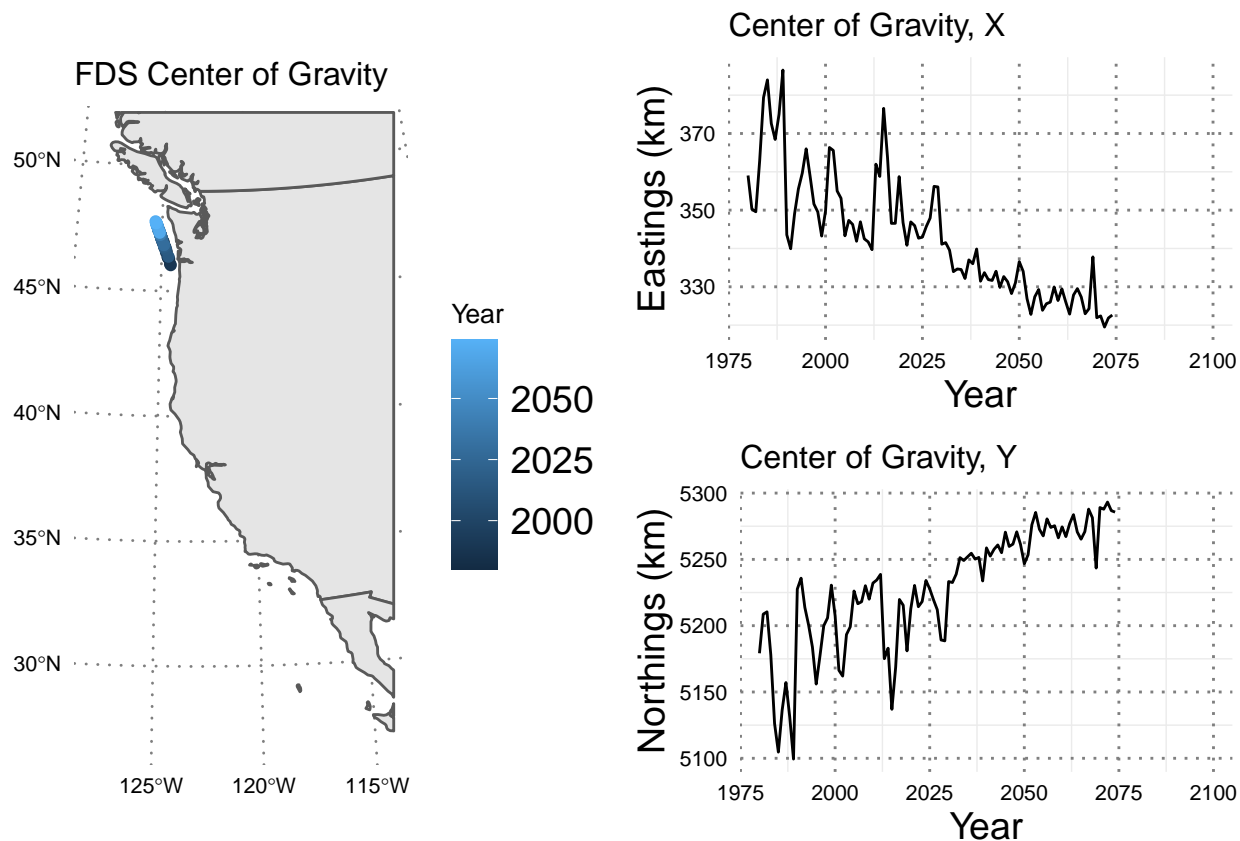 FDS Center of Gravity
50°N
45°N
40°N
35°N
30°N
125°W 120°W 115°W
Year
2050
2025
2000
Center of Gravity, X
Eastings (km)
370
350
330
1975 2000 2025 2050 2075 2100
Year
Center of Gravity, Y
Northings (km)
5300
5250
5200
5150
5100
1975 2000 2025 2050 2075 2100
Year